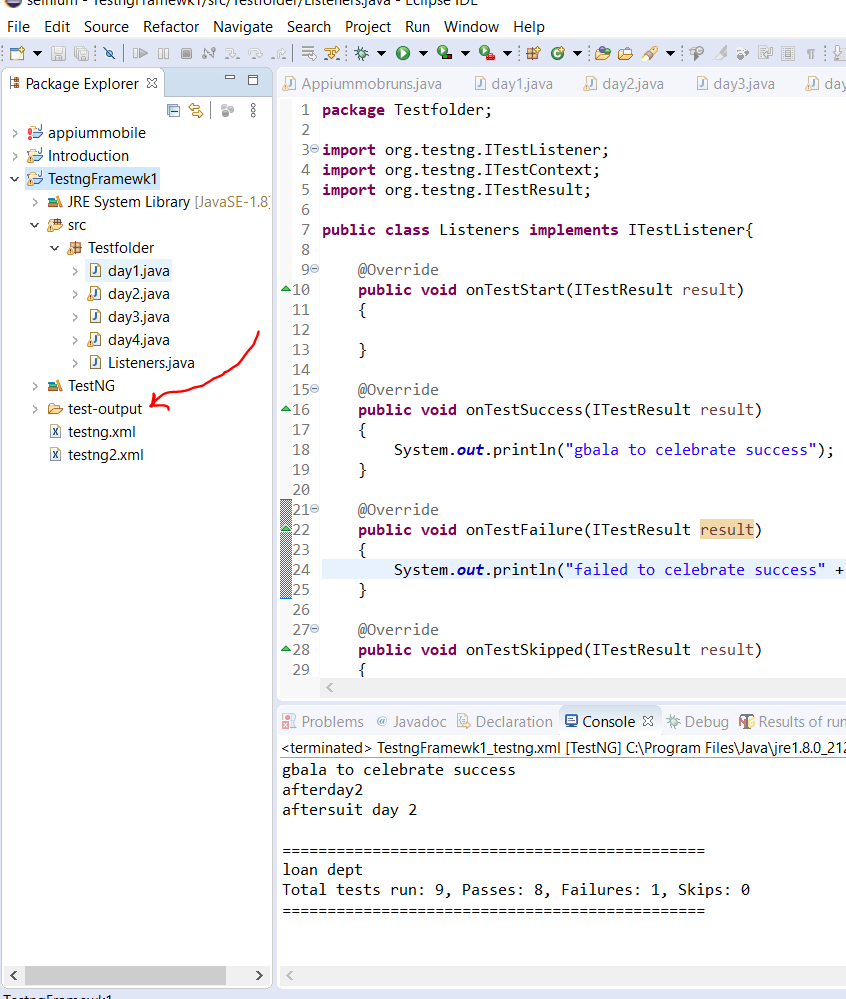 selnium - TestngFramewk1/src/Testfolder/Listeners.java - Eclipse IDE
File Edit Source Refactor Navigate Search Project Run Window Help
Package Explorer
appiummobile
Introduction
TestngFramewk1
JRE System Library [JavaSE-1.8]
src
Testfolder
day1.java
day2.java
day3.java
day4.java
Listeners.java
TestNG
test-output
testng.xml
testng2.xml
Appiummobruns.java day1.java day2.java day3.java day
1 package Testfolder;
2
3 import org.testng.ITestListener;
4 import org.testng.ITestContext;
5 import org.testng.ITestResult;
6
7 public class Listeners implements ITestListener{
8
9 @Override
10 public void onTestStart(ITestResult result)
11 {
12
13 }
14
15 @Override
16 public void onTestSuccess(ITestResult result)
17 {
18 System.out.println("gbala to celebrate success");
19 }
20
21 @Override
22 public void onTestFailure(ITestResult result)
23 {
24 System.out.println("failed to celebrate success" +
25 }
26
27 @Override
28 public void onTestSkipped(ITestResult result)
29 {
Problems @ Javadoc Declaration Console Debug Results of run
<terminated> TestngFramewk1_testng.xml [TestNG] C:\Program Files\Java\jre1.8.0_212
gbala to celebrate success
afterday2
aftersuit day 2
===============================================
loan dept
Total tests run: 9, Passes: 8, Failures: 1, Skips: 0
===============================================
TestngFramewk1